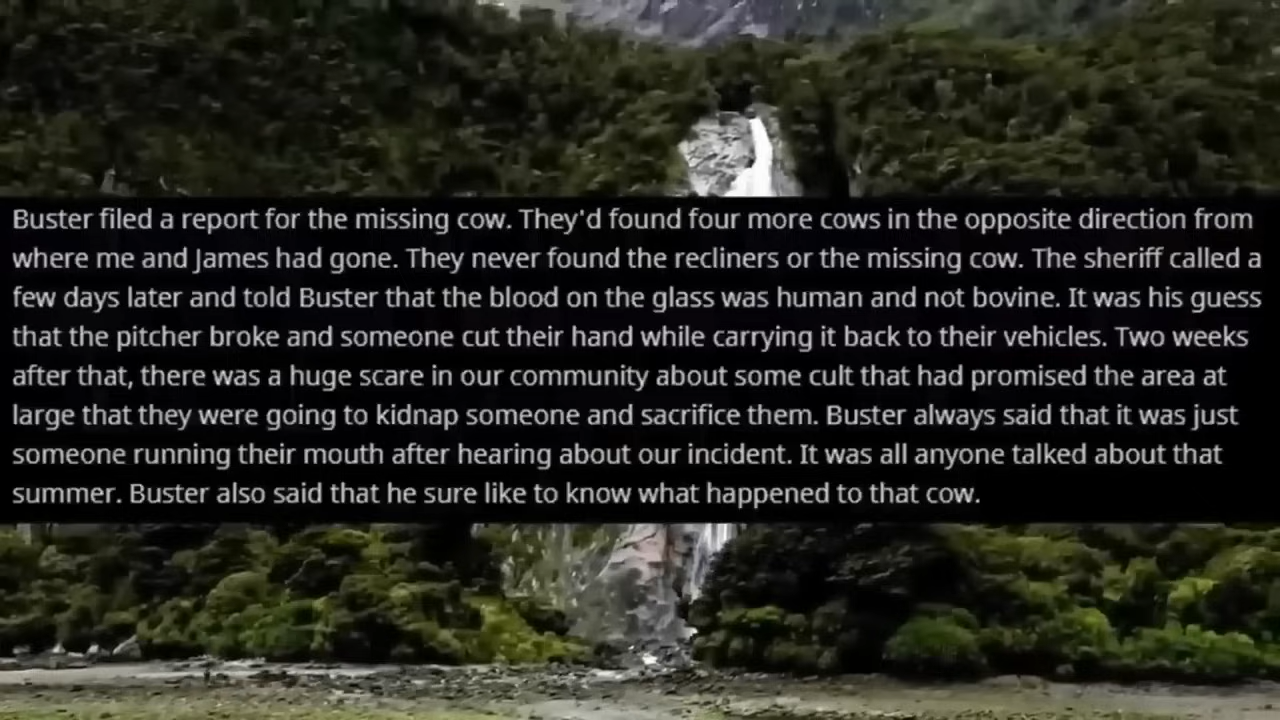 Buster filed a report for the missing cow. They'd found four more cows in the opposite direction from
where me and James had gone. They never found the recliners or the missing cow. The sheriff called a
few days later and told Buster that the blood on the glass was human and not bovine. It was his guess
that the pitcher broke and someone cut their hand while carrying it back to their vehicles. Two weeks
after that, there was a huge scare in our community about some cult that had promised the area at
large that they were going to kidnap someone and sacrifice them. Buster always said that it was just
someone running their mouth after hearing about our incident. It was all anyone talked about that
summer. Buster also said that he sure like to know what happened to that cow.